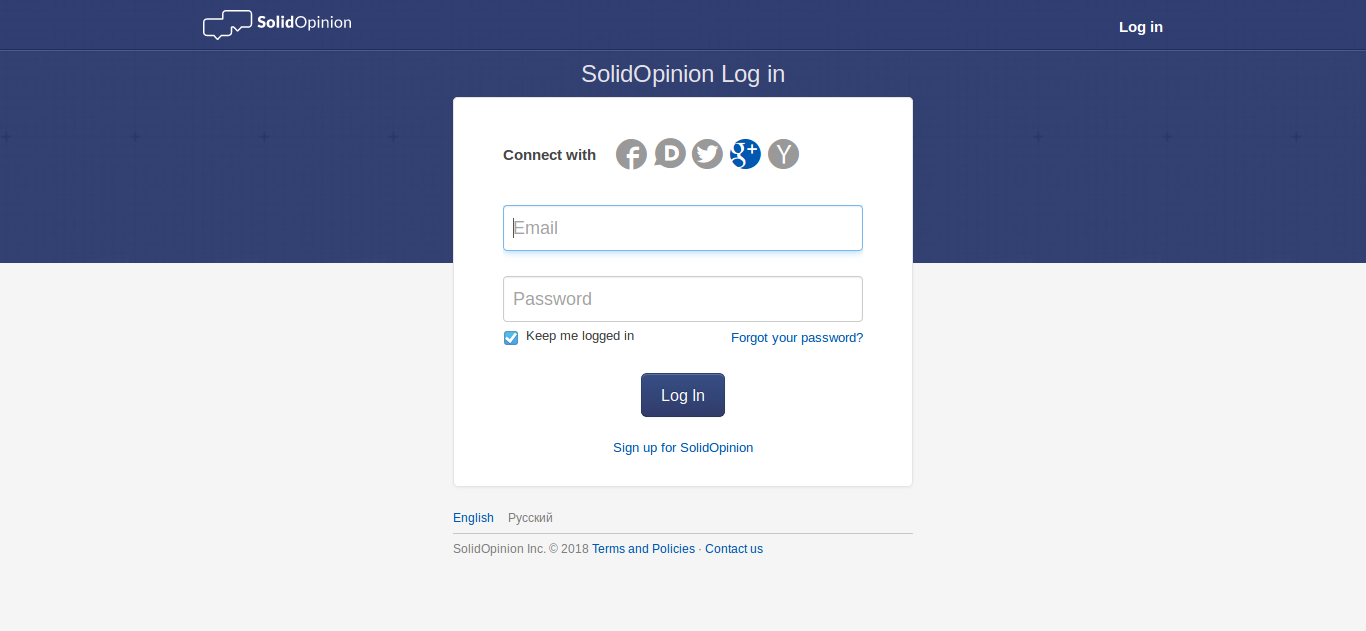 SolidOpinion
Log in
SolidOpinion Log in
Connect with
Email
Password
Keep me logged in
Forgot your password?
Log In
Sign up for SolidOpinion
English Русский
SolidOpinion Inc. © 2018 Terms and Policies · Contact us